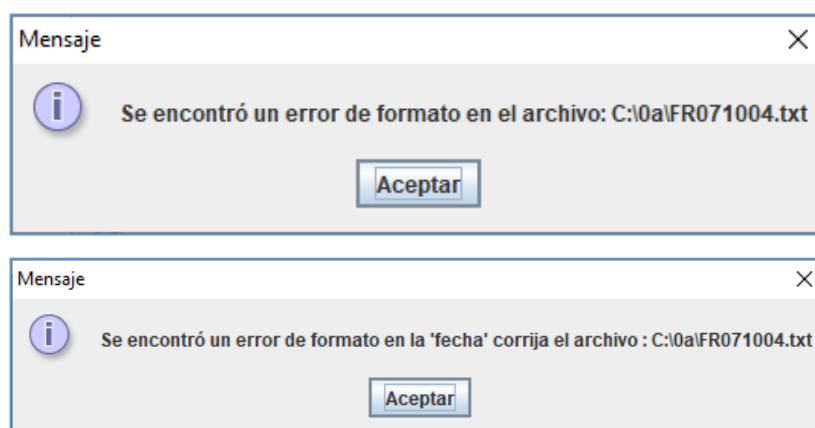 Mensaje
Se encontró un error de formato en el archivo: C:\0a\FR071004.txt
Aceptar
Mensaje
Se encontró un error de formato en la 'fecha' corrija el archivo : C:\0a\FR071004.txt
Aceptar